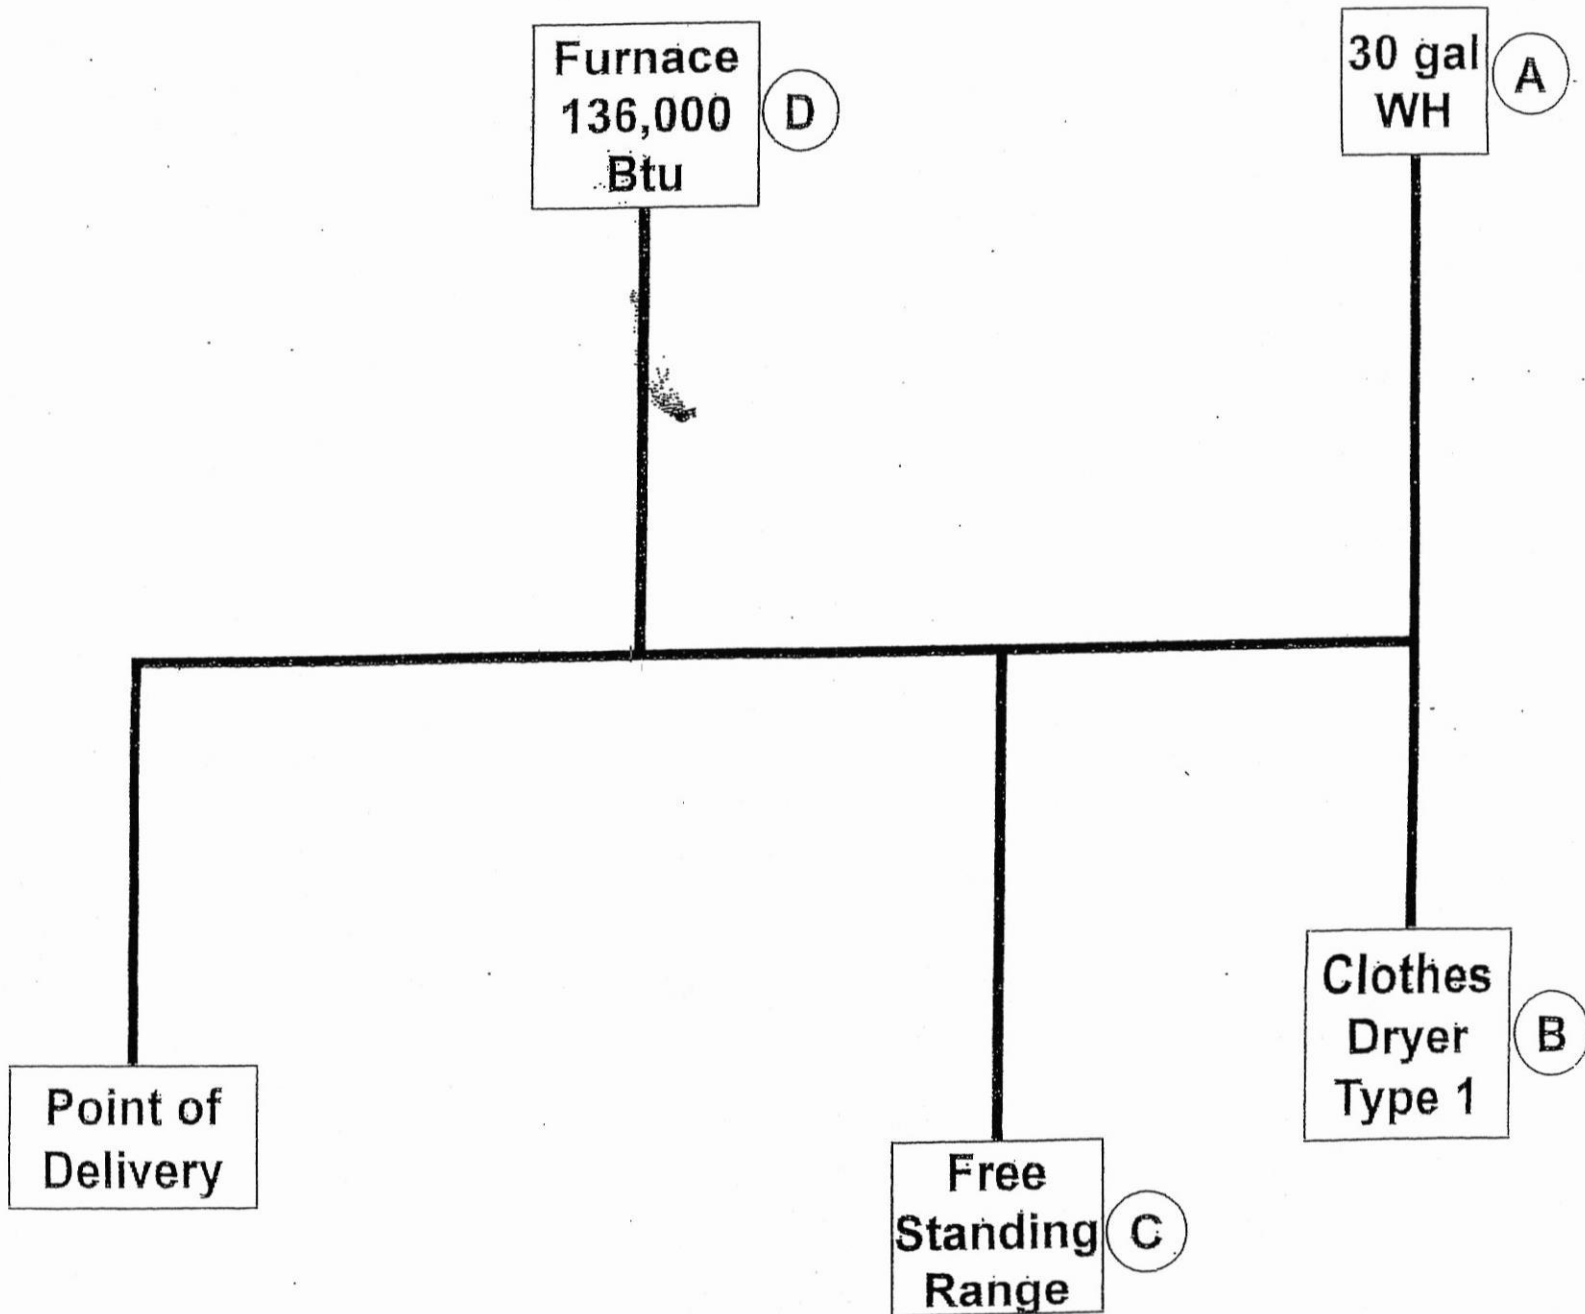 Furnace
136,000
Btu
D
30 gal
WH
A
Point of
Delivery
Free
Standing
Range
C
Clothes
Dryer
Type 1
B